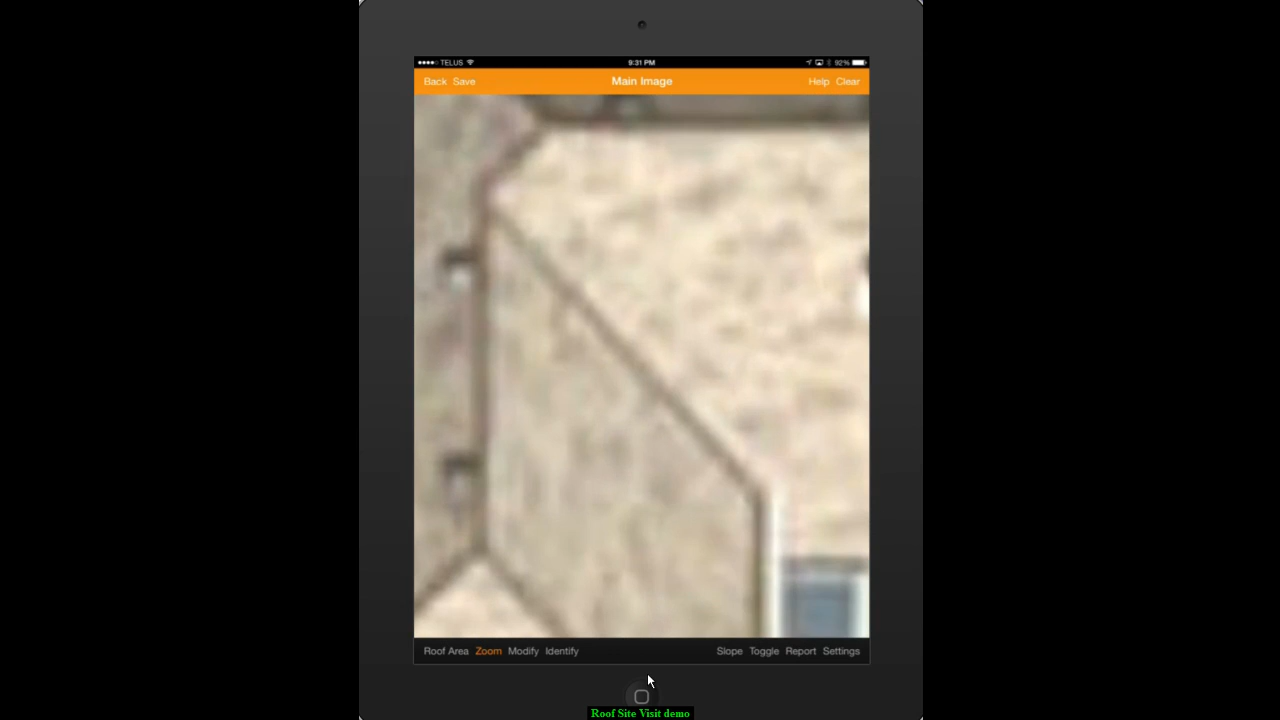 TELUS 9:31 PM 92%
Back Save Main Image Help Clear
Roof Area Zoom Modify Identify Slope Toggle Report Settings
Roof Site Visit demo